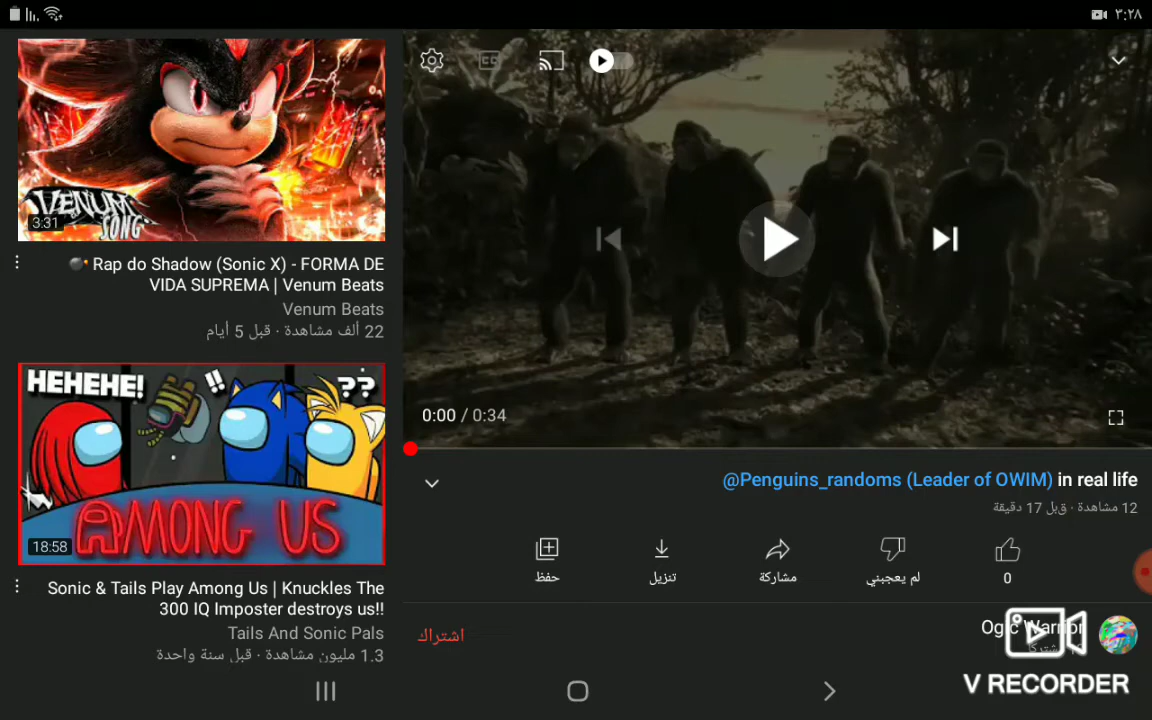 ٣:٢٨
VENUM SONG
3:31
Rap do Shadow (Sonic X) - FORMA DE
VIDA SUPREMA | Venum Beats
Venum Beats
22 ألف مشاهدة · قبل 5 أيام
HEHEHE!
!!
??
AMONG US
18:58
Sonic & Tails Play Among Us | Knuckles The
300 IQ Imposter destroys us!!
Tails And Sonic Pals
1.3 مليون مشاهدة · قبل سنة واحدة
CC
0:00 / 0:34
@Penguins_randoms (Leader of OWIM) in real life
12 مشاهدة · قبل 17 دقيقة
0
لم يعجبني
مشاركة
تنزيل
حفظ
اشتراك
V RECORDER